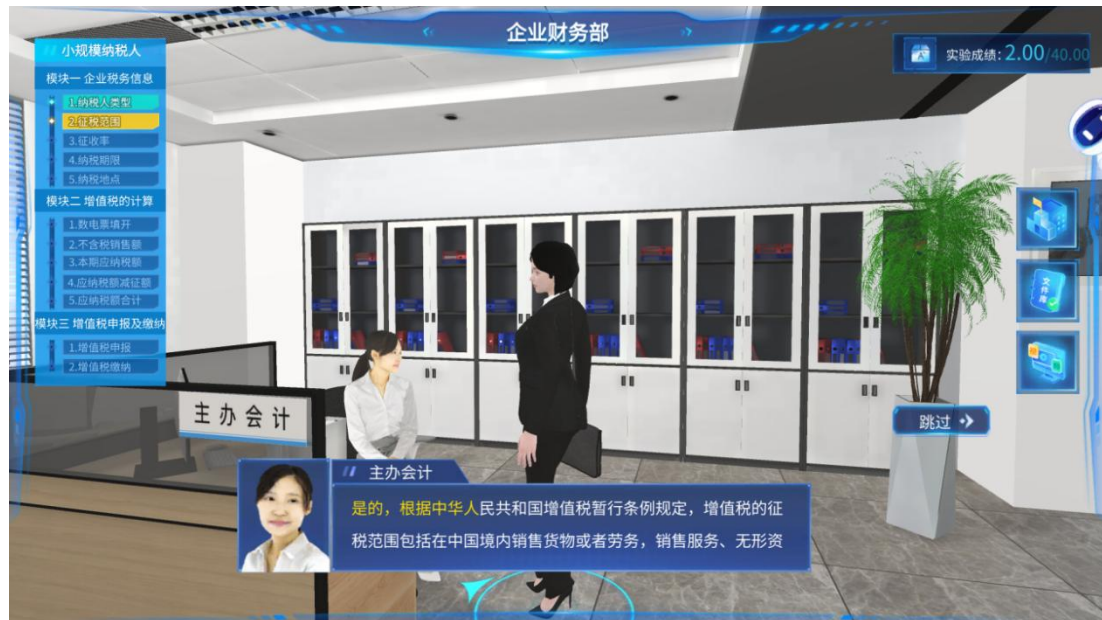 企业财务部
小规模纳税人
实验成绩: 2.00/40.00
模块一 企业税务信息
1.纳税人类型
2.征税范围
3.征收率
4.纳税期限
5.纳税地点
模块二 增值税的计算
1.数电票填开
2.不含税销售额
3.本期应纳税额
4.应纳税额减征额
5.应纳税额合计
模块三 增值税申报及缴纳
1.增值税申报
2.增值税缴纳
文件库
主办会计
跳过
主办会计
是的，根据中华人民共和国增值税暂行条例规定，增值税的征
税范围包括在中国境内销售货物或者劳务，销售服务、无形资